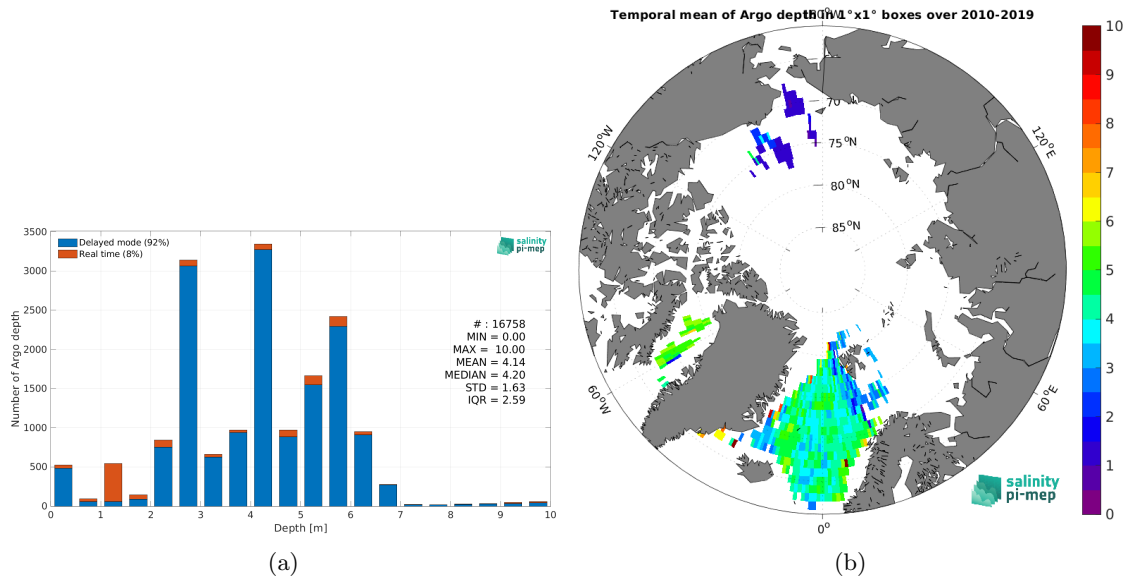 3500
3000
2500
2000
1500
1000
500
0
Number of Argo depth
Delayed mode (92%)
Real time (8%)
salinity
pi-mep
# : 16758
MIN = 0.00
MAX = 10.00
MEAN = 4.14
MEDIAN = 4.20
STD = 1.63
IQR = 2.59
0 1 2 3 4 5 6 7 8 9 10
Depth [m]
(a)
Temporal mean of Argo depth in 1°x1° boxes over 2010-2019
180°W
120°W
120°E
70°N
75°N
80°N
85°N
60°W
60°E
0°
salinity
pi-mep
10
9
8
7
6
5
4
3
2
1
0
(b)